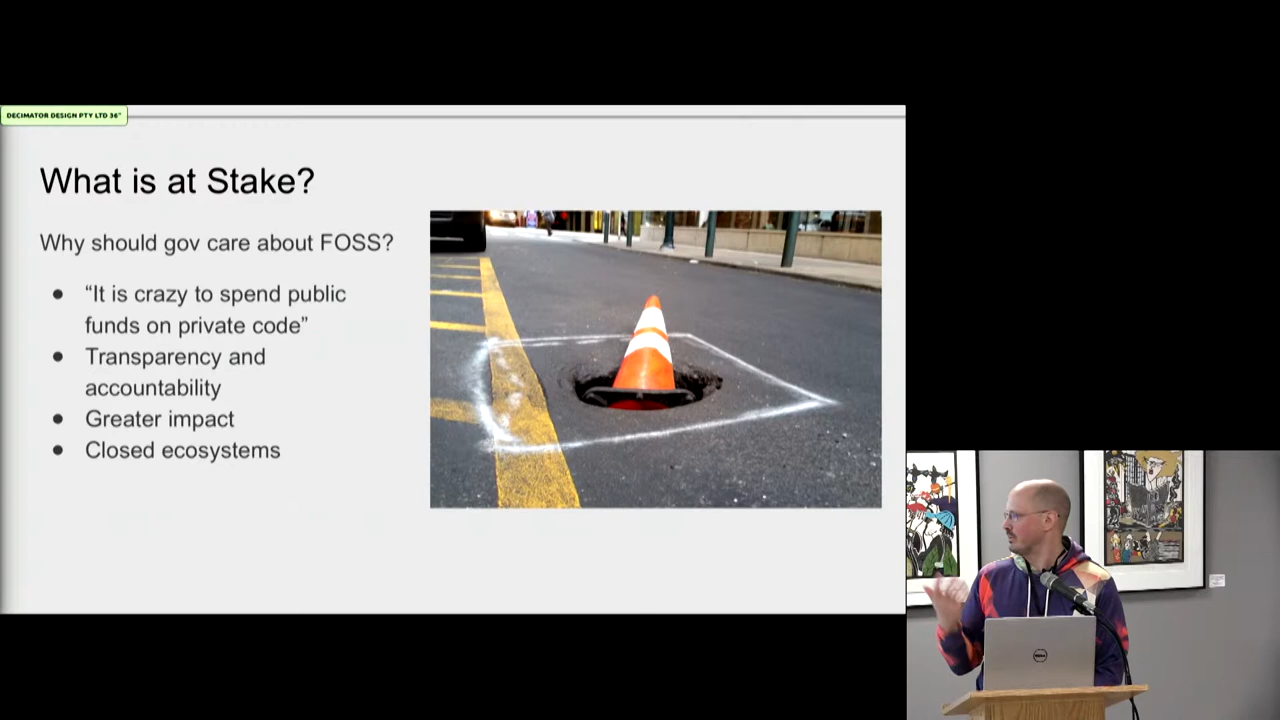 DECIMATOR DESIGN PTY LTD 36"
What is at Stake?
Why should gov care about FOSS?
● “It is crazy to spend public
funds on private code”
● Transparency and
accountability
● Greater impact
● Closed ecosystems